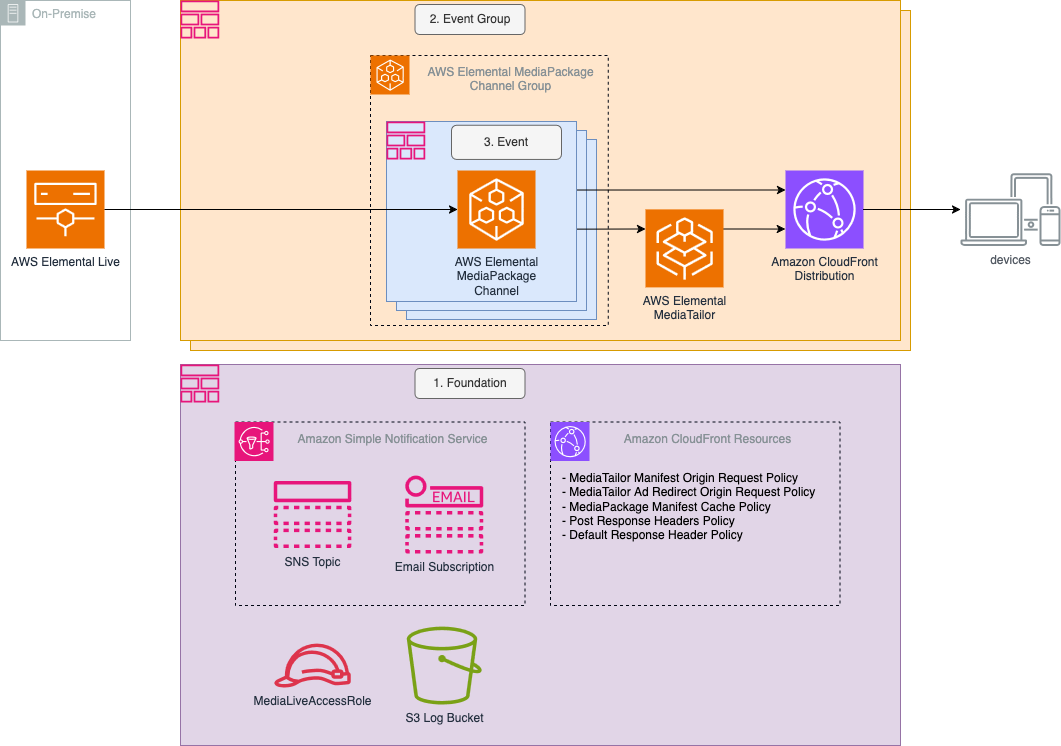 On-Premise
2. Event Group
AWS Elemental MediaPackage
Channel Group
3. Event
AWS Elemental Live
AWS Elemental
MediaPackage
Channel
AWS Elemental
MediaTailor
Amazon CloudFront
Distribution
devices
1. Foundation
Amazon Simple Notification Service
EMAIL
SNS Topic
Email Subscription
Amazon CloudFront Resources
- MediaTailor Manifest Origin Request Policy
- MediaTailor Ad Redirect Origin Request Policy
- MediaPackage Manifest Cache Policy
- Post Response Headers Policy
- Default Response Header Policy
MediaLiveAccessRole
S3 Log Bucket